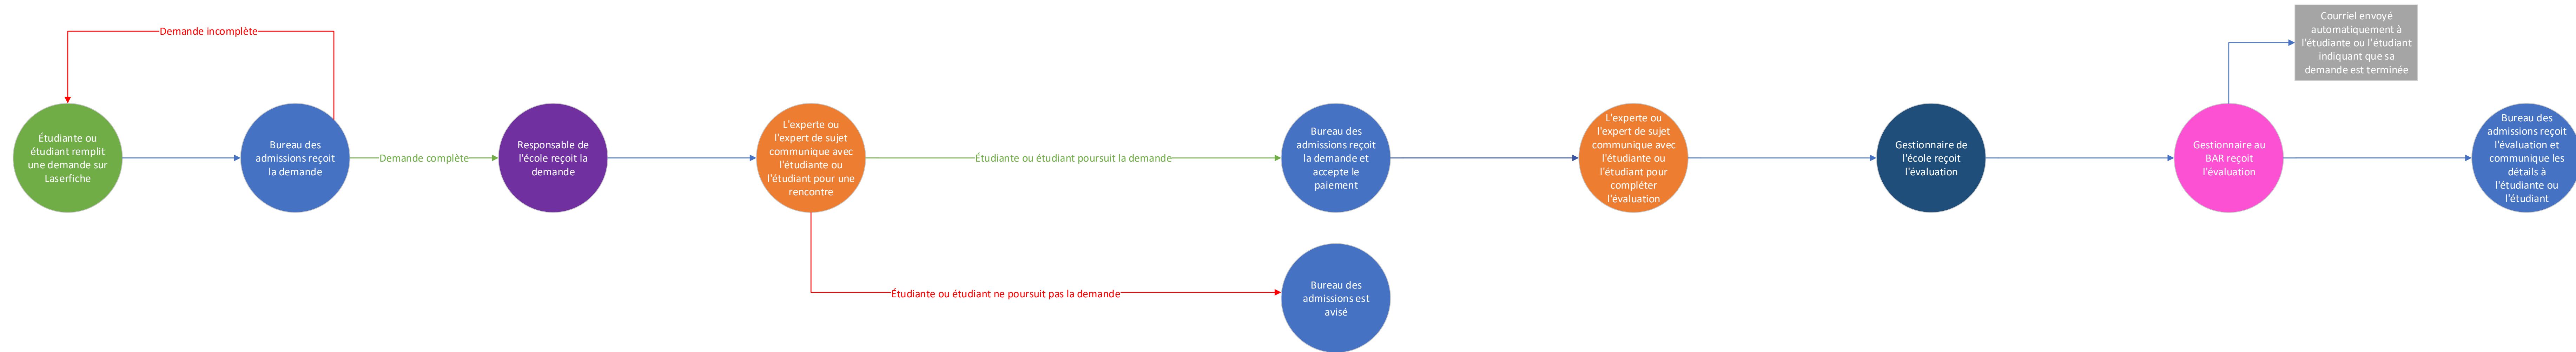 Demande incomplète
Étudiante ou
étudiant remplit
une demande sur
Laserfiche
Bureau des
admissions reçoit
la demande
Demande complète
Responsable de
l'école reçoit la
demande
L'experte ou
l'expert de sujet
communique avec
l'étudiante ou
l'étudiant pour une
rencontre
Étudiante ou étudiant poursuit la demande
Étudiante ou étudiant ne poursuit pas la demande
Bureau des
admissions reçoit
la demande et
accepte le
paiement
Bureau des
admissions est
avisé
L'experte ou
l'expert de sujet
communique avec
l'étudiante ou
l'étudiant pour
compléter
l'évaluation
Gestionnaire de
l'école reçoit
l'évaluation
Gestionnaire au
BAR reçoit
l'évaluation
Courriel envoyé
automatiquement à
l'étudiante ou l'étudiant
indiquant que sa
demande est terminée
Bureau des
admissions reçoit
l'évaluation et
communique les
détails à
l'étudiante ou
l'étudiant